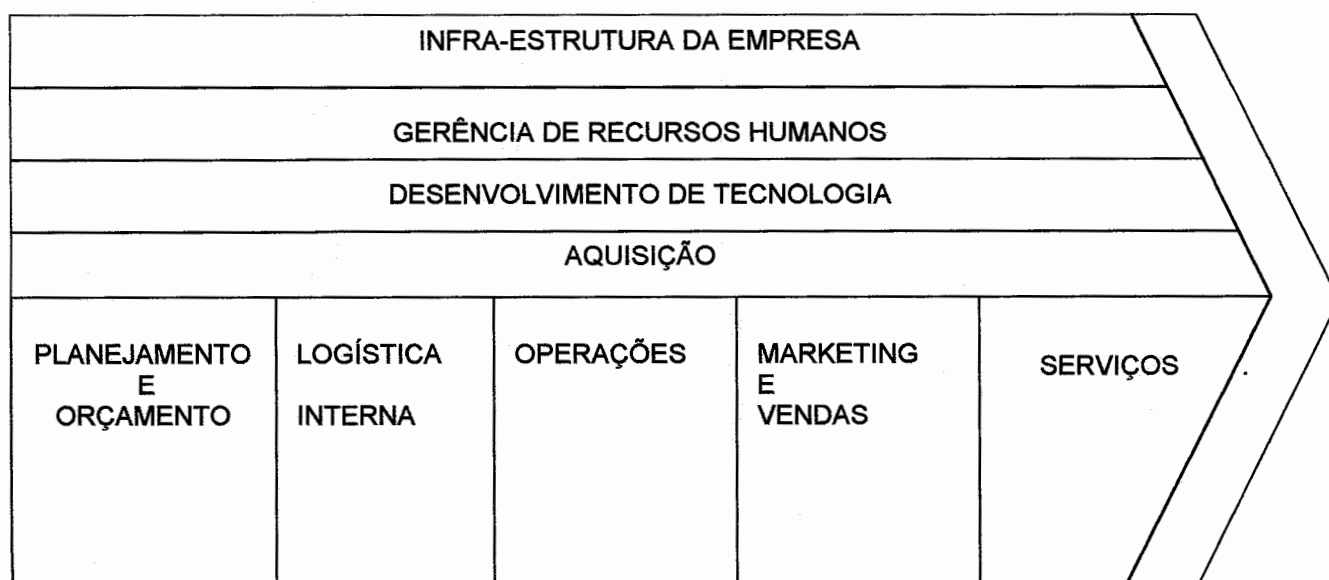 INFRA-ESTRUTURA DA EMPRESA
GERÊNCIA DE RECURSOS HUMANOS
DESENVOLVIMENTO DE TECNOLOGIA
AQUISIÇÃO
PLANEJAMENTO
E
ORÇAMENTO
LOGÍSTICA
INTERNA
OPERAÇÕES
MARKETING
E
VENDAS
SERVIÇOS